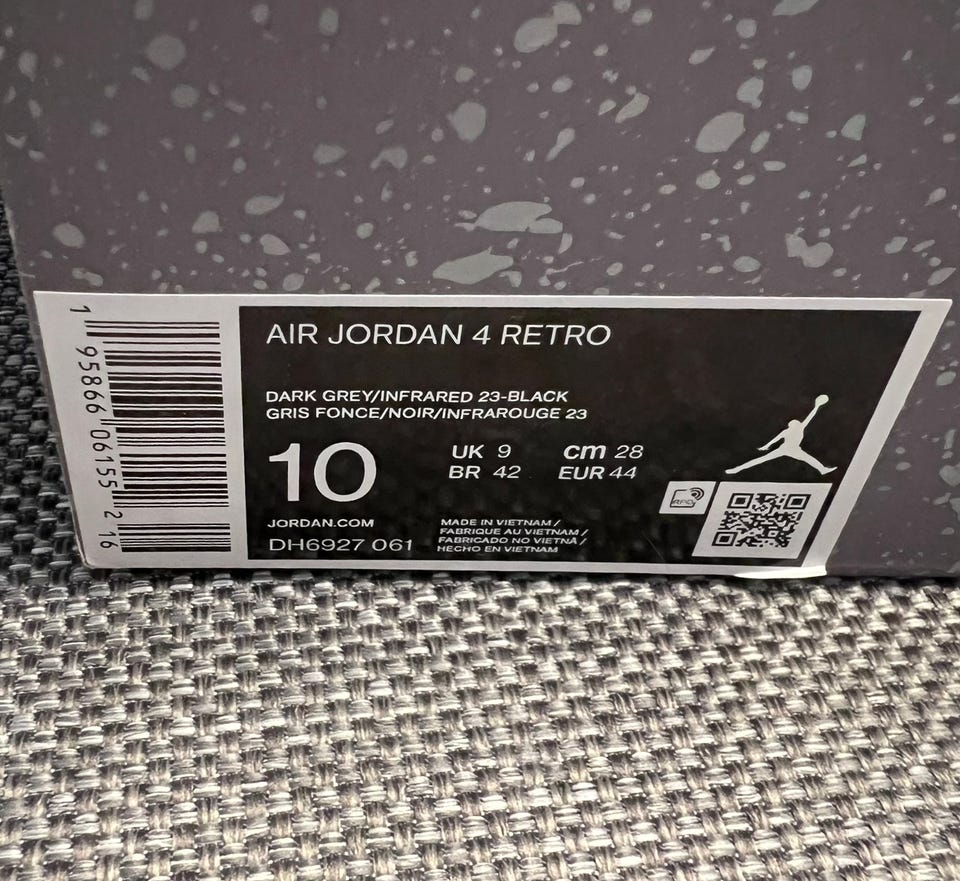 AIR JORDAN 4 RETRO
DARK GREY/INFRARED 23-BLACK
GRIS FONCE/NOIR/INFRAROUGE 23
10
UK 9 cm 28
BR 42 EUR 44
JORDAN.COM
DH6927 061
MADE IN VIETNAM /
FABRIQUE AU VIETNAM /
FABRICADO NO VIETNÃ /
HECHO EN VIETNAM
RFID
1 95866 06155 2 16